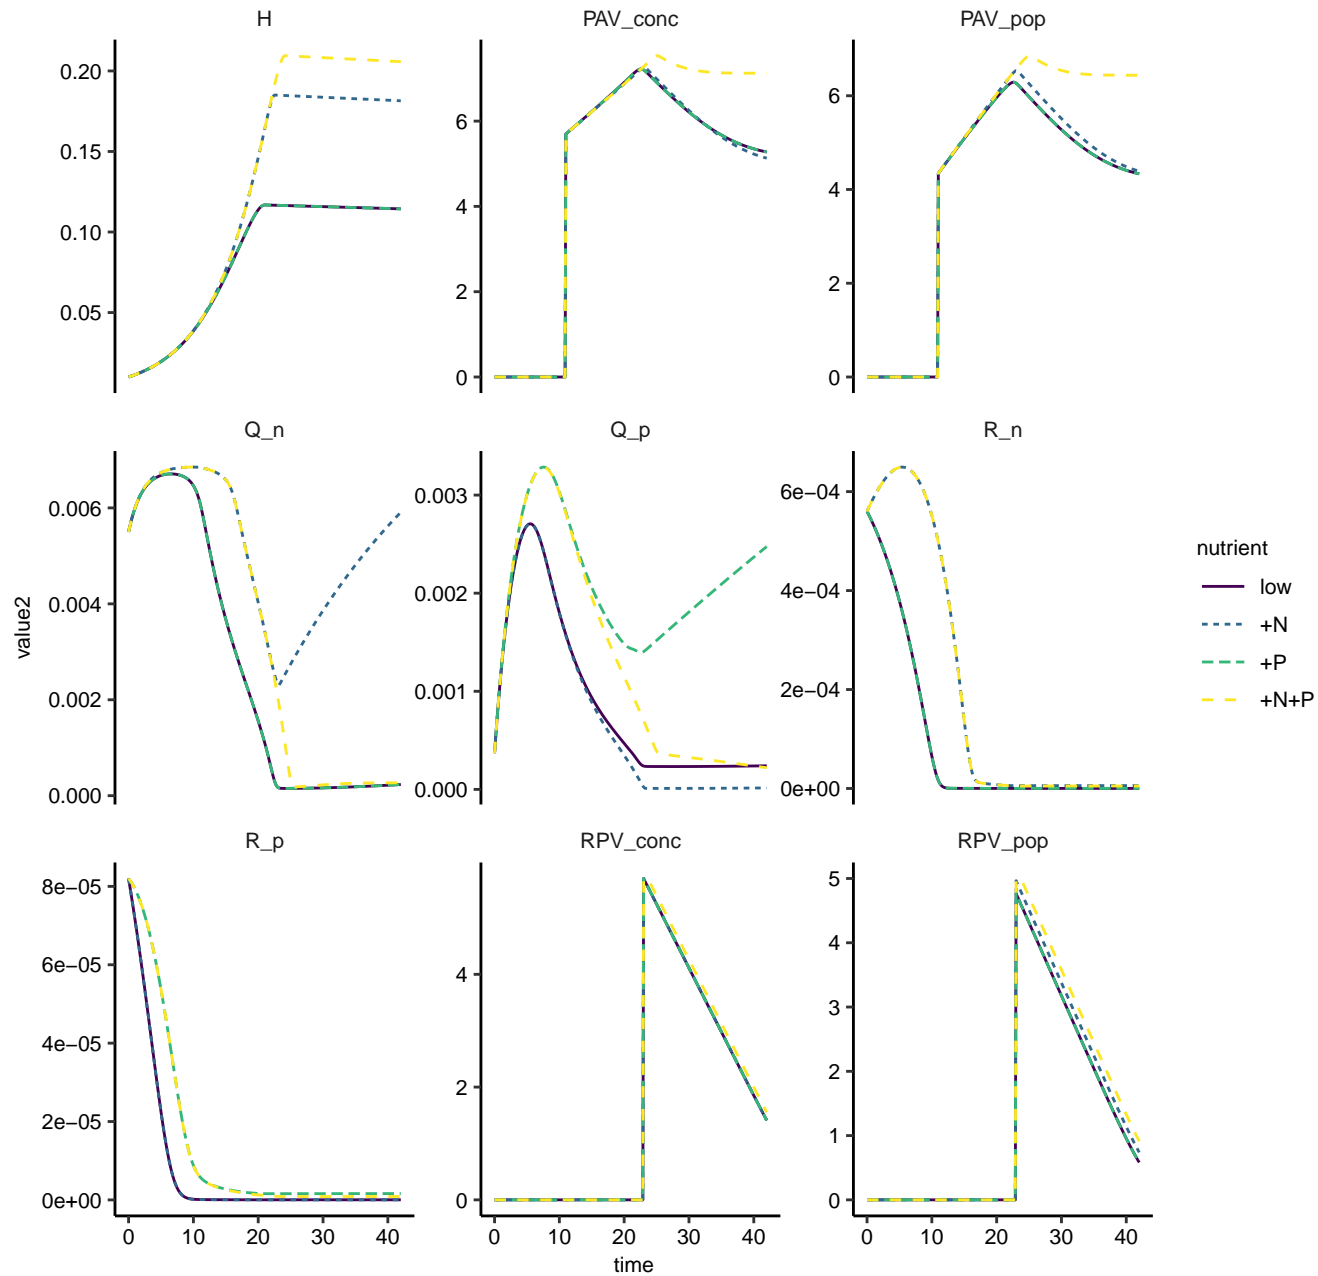 H
PAV_conc
PAV_pop
0.20
0.15
0.10
0.05
6
4
2
0
6
4
2
0
Q_n
Q_p
R_n
0.006
0.004
0.002
0.000
0.003
0.002
0.001
0.000
6e−04
4e−04
2e−04
0e+00
value2
nutrient
low
+N
+P
+N+P
R_p
RPV_conc
RPV_pop
8e−05
6e−05
4e−05
2e−05
0e+00
4
2
0
5
4
3
2
1
0
0 10 20 30 40
0 10 20 30 40
0 10 20 30 40
time